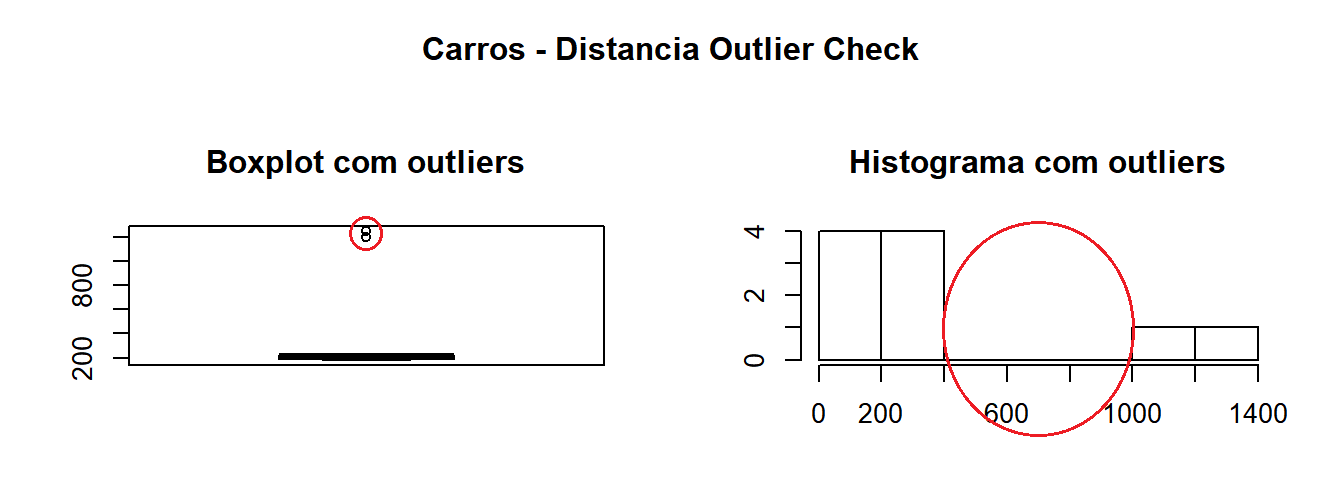 Carros - Distancia Outlier Check
Boxplot com outliers
200 800
Histograma com outliers
0 2 4
0 200 600 1000 1400